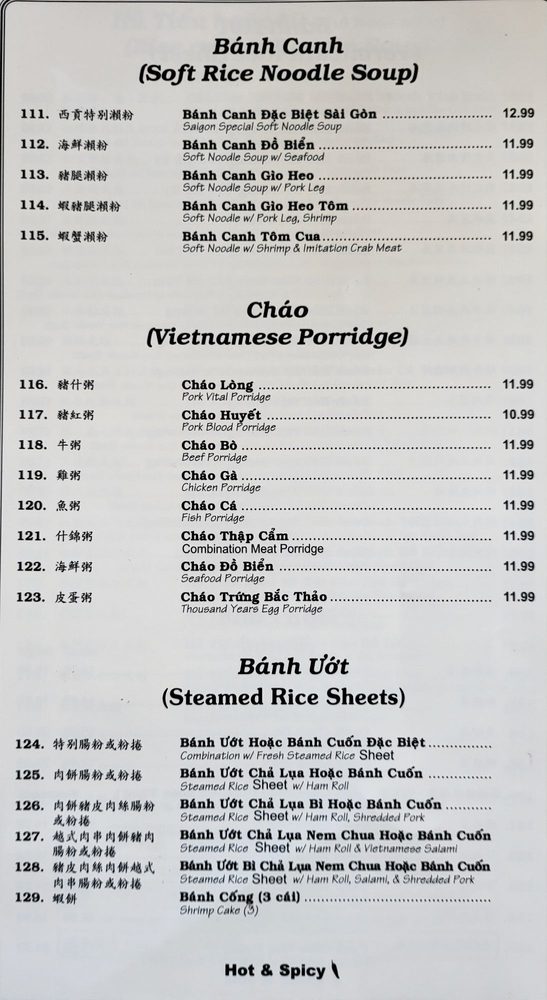 Bánh Canh
(Soft Rice Noodle Soup)
111. 西貢特別瀨粉 Bánh Canh Đặc Biệt Sài Gòn 12.99
Saigon Special Soft Noodle Soup
112. 海鮮瀨粉 Bánh Canh Đồ Biển 11.99
Soft Noodle Soup w/ Seafood
113. 豬腿瀨粉 Bánh Canh Gìo Heo 11.99
Soft Noodle Soup w/ Pork Leg
114. 蝦豬腿瀨粉 Bánh Canh Gìo Heo Tôm 11.99
Soft Noodle w/ Pork Leg, Shrimp
115. 蝦蟹瀨粉 Bánh Canh Tôm Cua 11.99
Soft Noodle w/ Shrimp & Imitation Crab Meat
Cháo
(Vietnamese Porridge)
116. 豬什粥 Cháo Lòng 11.99
Pork Vital Porridge
117. 豬紅粥 Cháo Huyết 10.99
Pork Blood Porridge
118. 牛粥 Cháo Bò 11.99
Beef Porridge
119. 雞粥 Cháo Gà 11.99
Chicken Porridge
120. 魚粥 Cháo Cá 11.99
Fish Porridge
121. 什錦粥 Cháo Thập Cẩm 11.99
Combination Meat Porridge
122. 海鮮粥 Cháo Đồ Biển 11.99
Seafood Porridge
123. 皮蛋粥 Cháo Trứng Bắc Thảo 11.99
Thousand Years Egg Porridge
Bánh Ướt
(Steamed Rice Sheets)
124. 特別腸粉或粉捲 Bánh Ướt Hoặc Bánh Cuốn Đặc Biệt
Combination w/ Fresh Steamed Rice Sheet
125. 肉餅腸粉或粉捲 Bánh Ướt Chả Lụa Hoặc Bánh Cuốn
Steamed Rice Sheet w/ Ham Roll
126. 肉餅豬皮肉絲腸粉 Bánh Ướt Chả Lụa Bì Hoặc Bánh Cuốn
或粉捲 Steamed Rice Sheet w/ Ham Roll, Shredded Pork
127. 越式肉串肉餅豬肉 Bánh Ướt Chả Lụa Nem Chua Hoặc Bánh Cuốn
腸粉或粉捲 Steamed Rice Sheet w/ Ham Roll & Vietnamese Salami
128. 豬皮肉絲肉餅越式 Bánh Ướt Bì Chả Lụa Nem Chua Hoặc Bánh Cuốn
肉串腸粉或粉捲 Steamed Rice Sheet w/ Ham Roll, Salami, & Shredded Pork
129. 蝦餅 Bánh Cống (3 cái)
Shrimp Cake (3)
Hot & Spicy